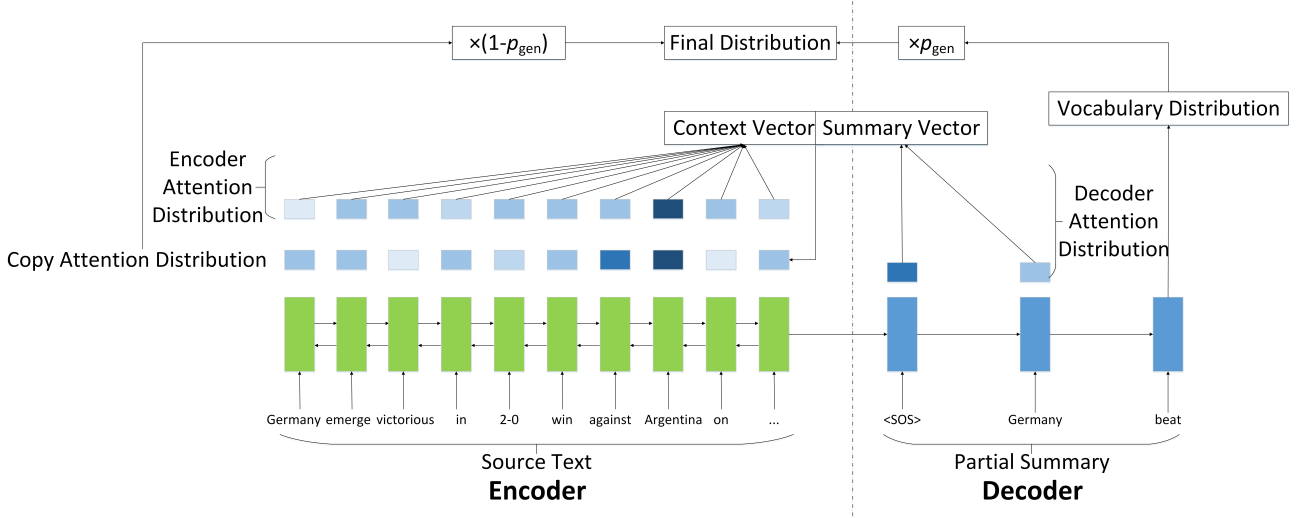 ×(1-pgen)
Final Distribution
×pgen
Vocabulary Distribution
Context Vector
Summary Vector
Encoder
Attention
Distribution
Decoder
Attention
Distribution
Copy Attention Distribution
Germany emerge victorious in 2-0 win against Argentina on ...
<SOS> Germany beat
Source Text
Encoder
Partial Summary
Decoder